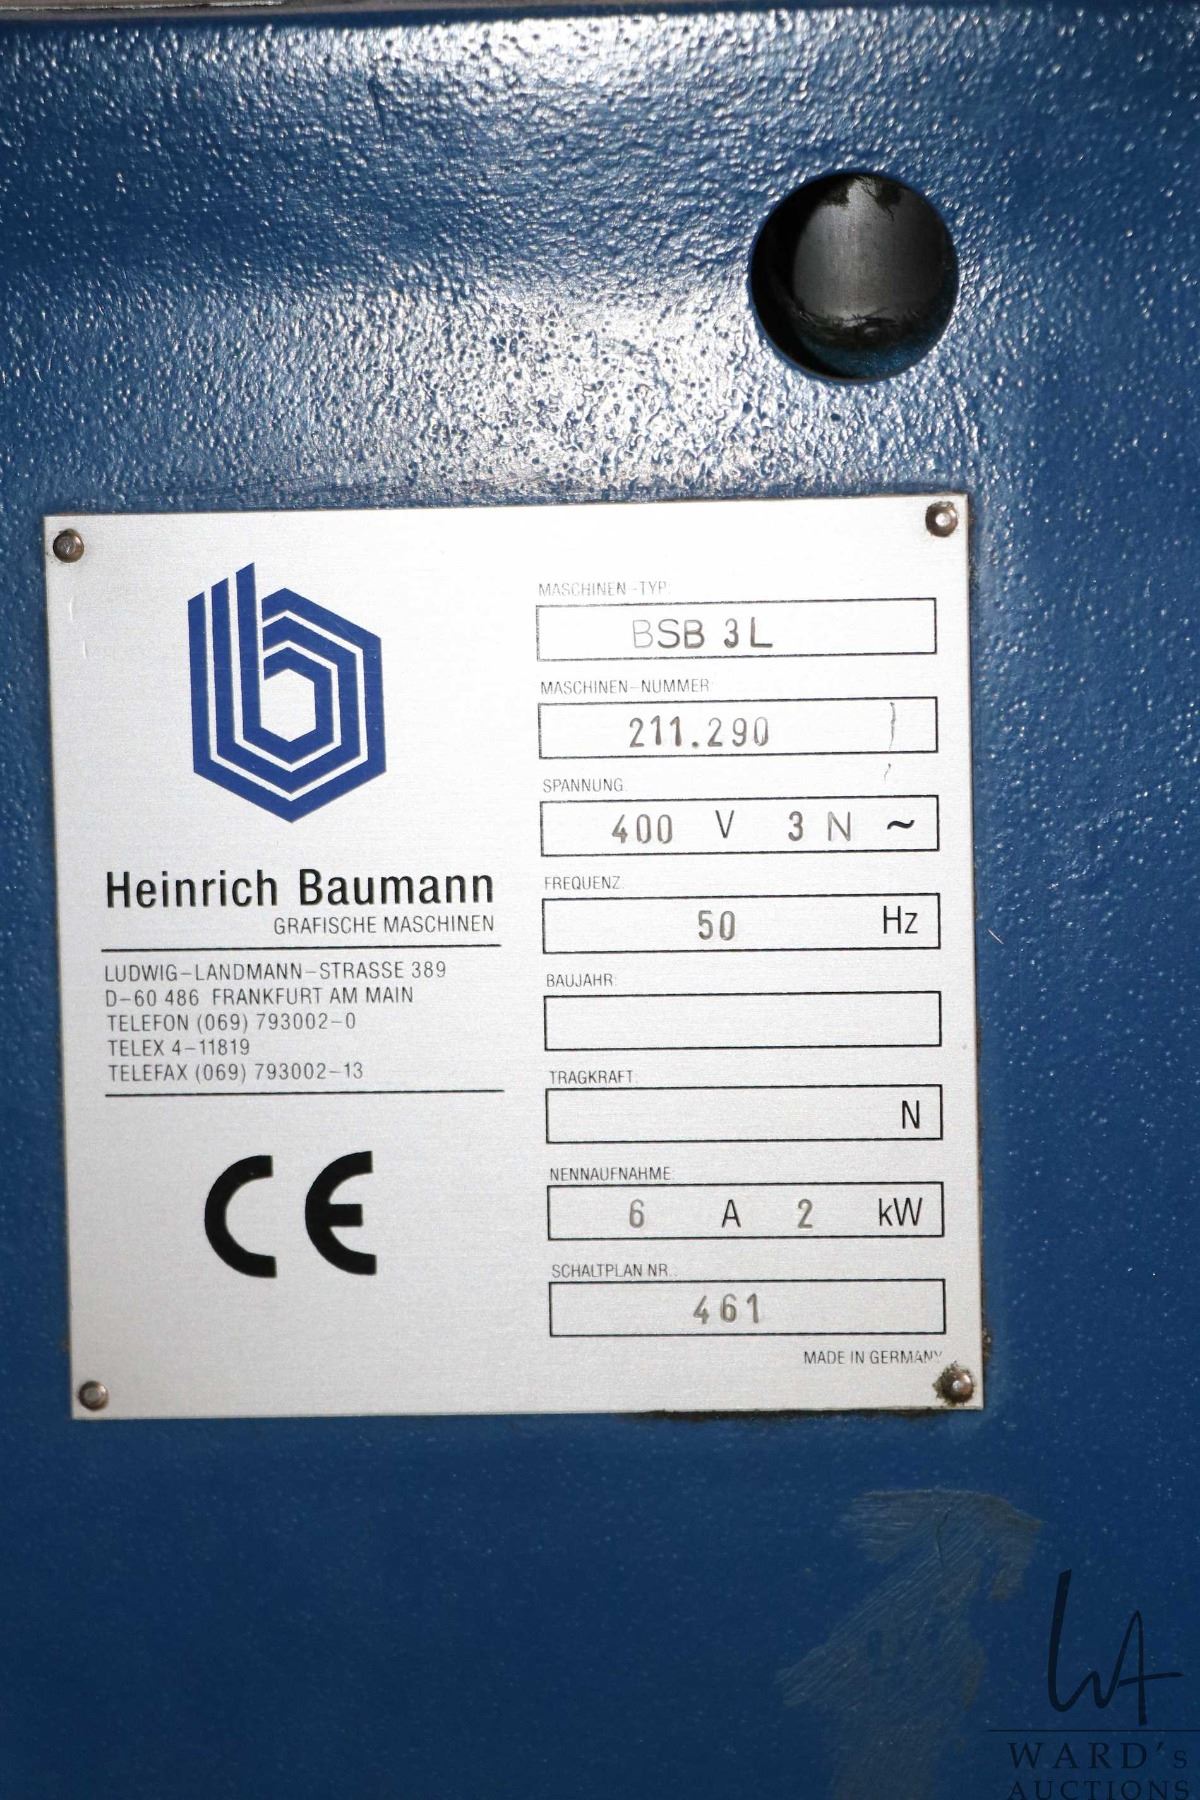 Heinrich Baumann
GRAFISCHE MASCHINEN
LUDWIG-LANDMANN-STRASSE 389
D-60 486 FRANKFURT AM MAIN
TELEFON (069) 793002-0
TELEX 4-11819
TELEFAX (069) 793002-13
CE
MASCHINEN-TYP:
BSB 3 L
MASCHINEN-NUMMER:
211.290
SPANNUNG:
400 V 3 N ~
FREQUENZ:
50 Hz
BAUJAHR:
TRAGKRAFT:
N
NENNAUFNAHME:
6 A 2 kW
SCHALTPLAN NR.:
461
MADE IN GERMANY
WA
WARD's
AUCTIONS